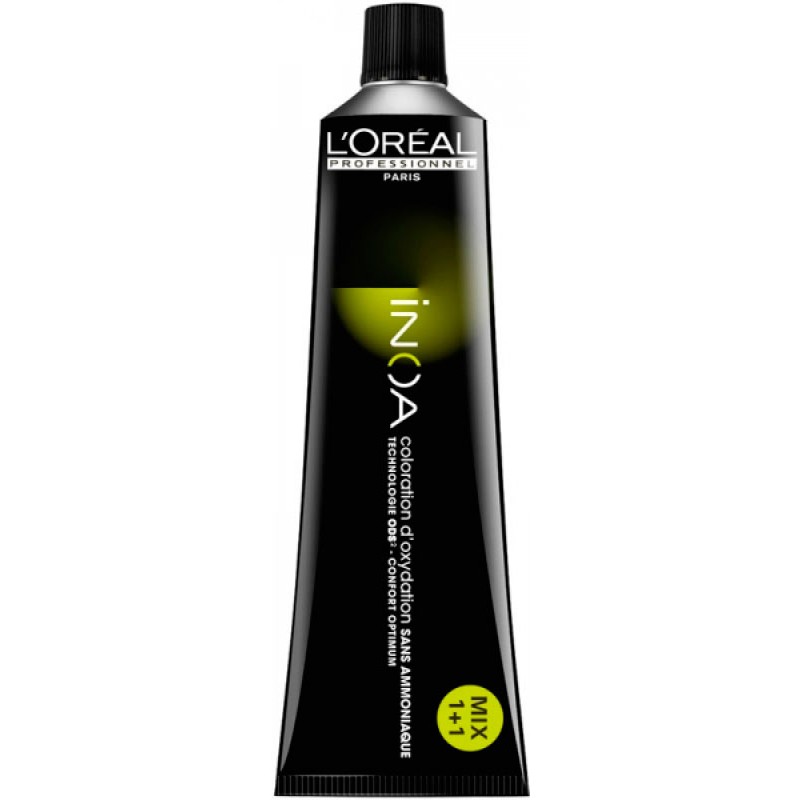 L'ORÉAL
PROFESSIONNEL
PARIS
iNOA
coloration d'oxydation SANS AMMONIAQUE
TECHNOLOGIE ODS² - CONFORT OPTIMUM
MIX
1+1